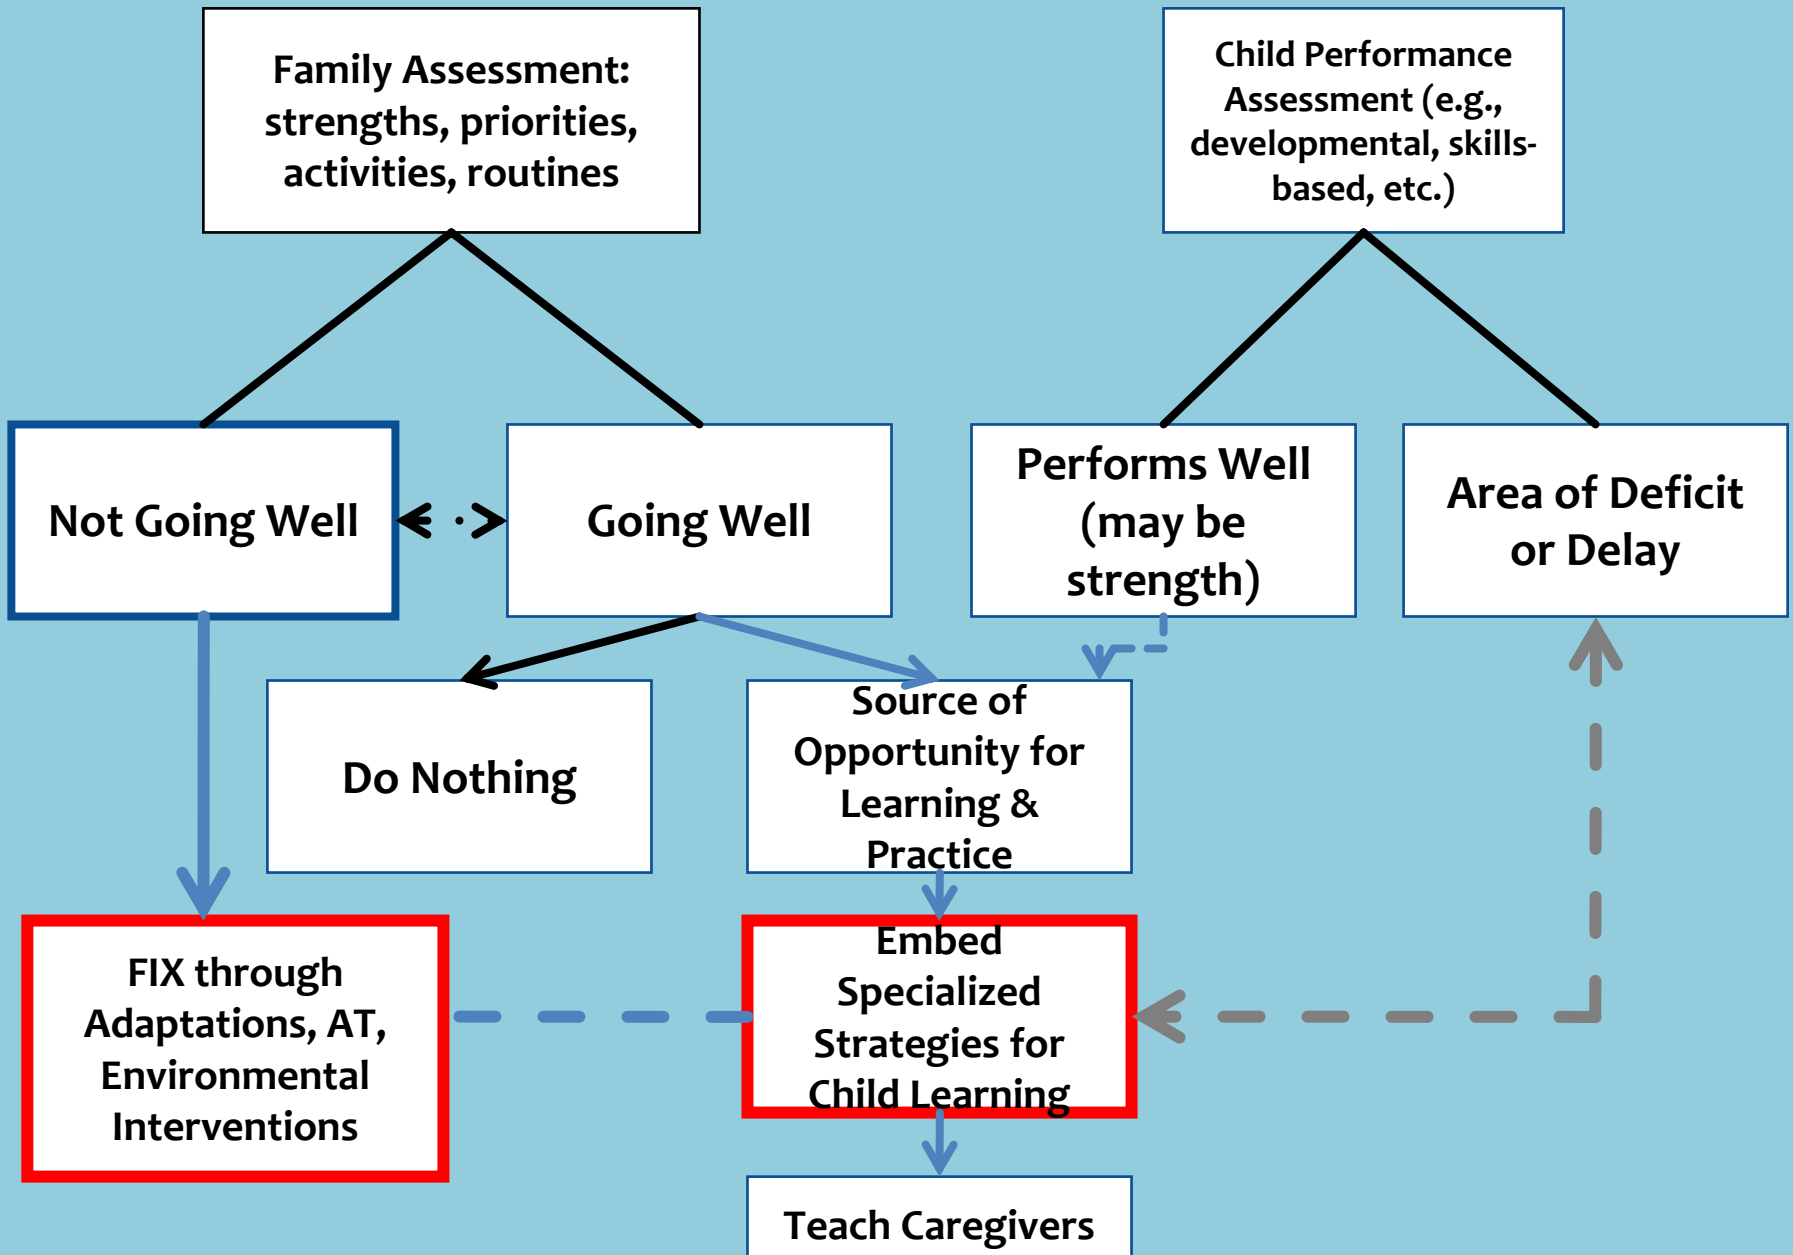 Family Assessment:
strengths, priorities,
activities, routines
Child Performance
Assessment (e.g.,
developmental, skills-
based, etc.)
Not Going Well
Going Well
Performs Well
(may be
strength)
Area of Deficit
or Delay
Do Nothing
Source of
Opportunity for
Learning &
Practice
FIX through
Adaptations, AT,
Environmental
Interventions
Embed
Specialized
Strategies for
Child Learning
Teach Caregivers